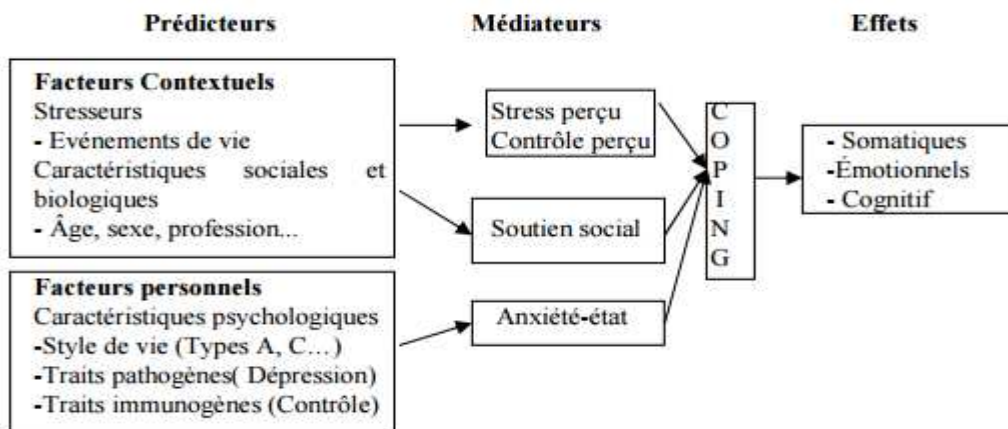 Prédicteurs Médiateurs Effets
Facteurs Contextuels
Stresseurs
- Evénements de vie
Caractéristiques sociales et
biologiques
- Âge, sexe, profession...
Facteurs personnels
Caractéristiques psychologiques
-Style de vie (Types A, C…)
-Traits pathogènes( Dépression)
-Traits immunogènes (Contrôle)
Stress perçu
Contrôle perçu
Soutien social
Anxiété-état
C
O
P
I
N
G
- Somatiques
-Émotionnels
- Cognitif